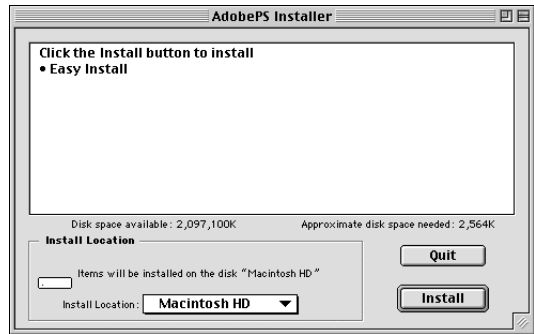 AdobePS Installer
Click the Install button to install
• Easy Install
Disk space available: 2,097,100K Approximate disk space needed: 2,564K
Install Location
Items will be installed on the disk "Macintosh HD"
Install Location: Macintosh HD
Quit
Install